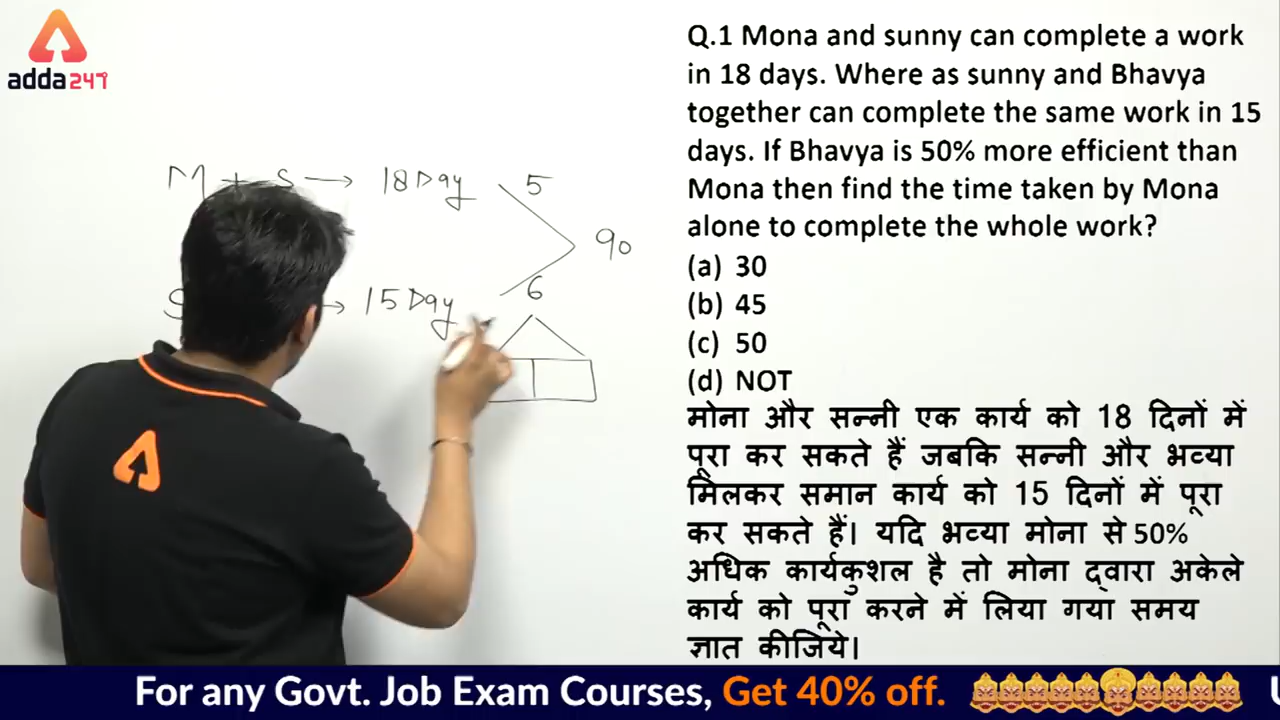 adda247
Q.1 Mona and sunny can complete a work
in 18 days. Where as sunny and Bhavya
together can complete the same work in 15
days. If Bhavya is 50% more efficient than
Mona then find the time taken by Mona
alone to complete the whole work?
(a) 30
(b) 45
(c) 50
(d) NOT
मोना और सन्नी एक कार्य को 18 दिनों में
पूरा कर सकते हैं जबकि सन्नी और भव्या
मिलकर समान कार्य को 15 दिनों में पूरा
कर सकते हैं। यदि भव्या मोना से 50%
अधिक कार्यकुशल है तो मोना द्वारा अकेले
कार्य को पूरा करने में लिया गया समय
ज्ञात कीजिये।
M + S → 18 Day 5
90
S → 15 Day 6
For any Govt. Job Exam Courses, Get 40% off.